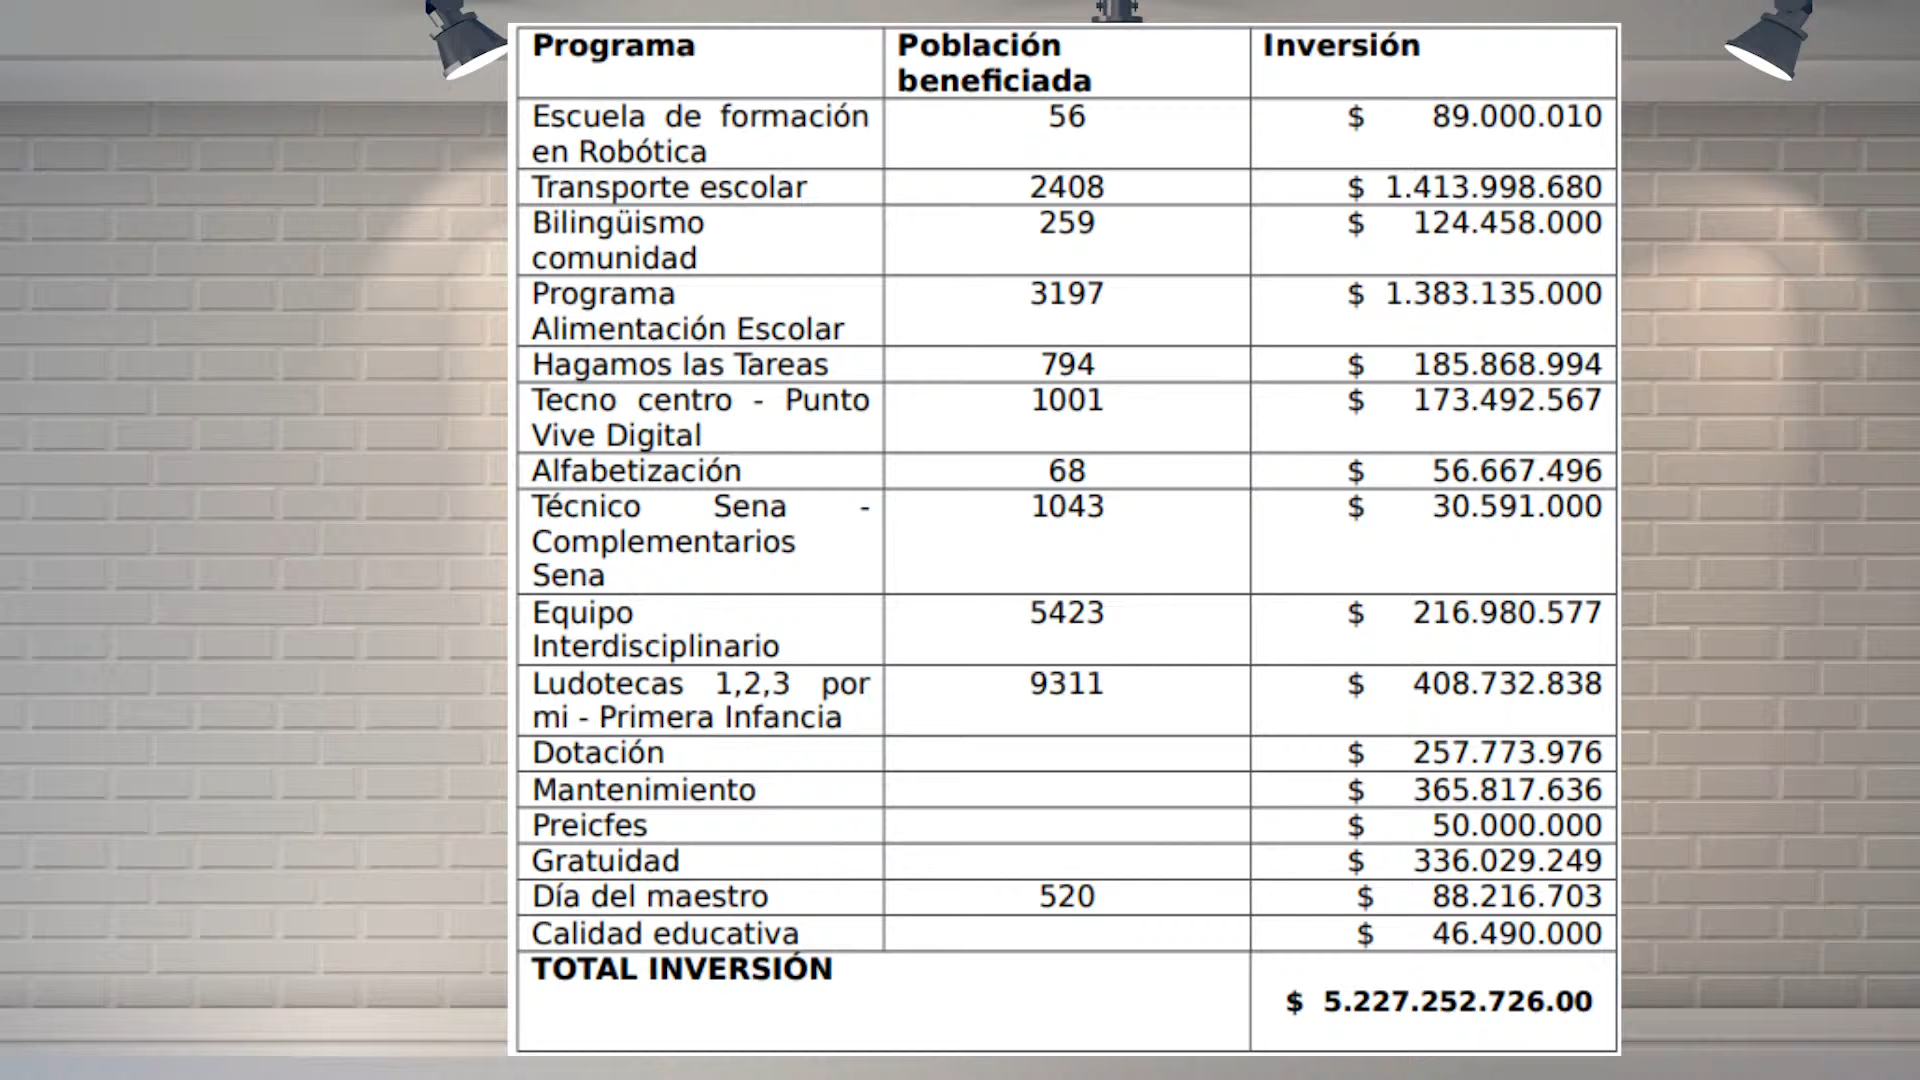 Programa Población Inversión
beneficiada
Escuela de formación 56 $ 89.000.010
en Robótica
Transporte escolar 2408 $ 1.413.998.680
Bilingüismo 259 $ 124.458.000
comunidad
Programa 3197 $ 1.383.135.000
Alimentación Escolar
Hagamos las Tareas 794 $ 185.868.994
Tecno centro - Punto 1001 $ 173.492.567
Vive Digital
Alfabetización 68 $ 56.667.496
Técnico Sena - 1043 $ 30.591.000
Complementarios
Sena
Equipo 5423 $ 216.980.577
Interdisciplinario
Ludotecas 1,2,3 por 9311 $ 408.732.838
mi - Primera Infancia
Dotación $ 257.773.976
Mantenimiento $ 365.817.636
Preicfes $ 50.000.000
Gratuidad $ 336.029.249
Día del maestro 520 $ 88.216.703
Calidad educativa $ 46.490.000
TOTAL INVERSIÓN
$ 5.227.252.726.00